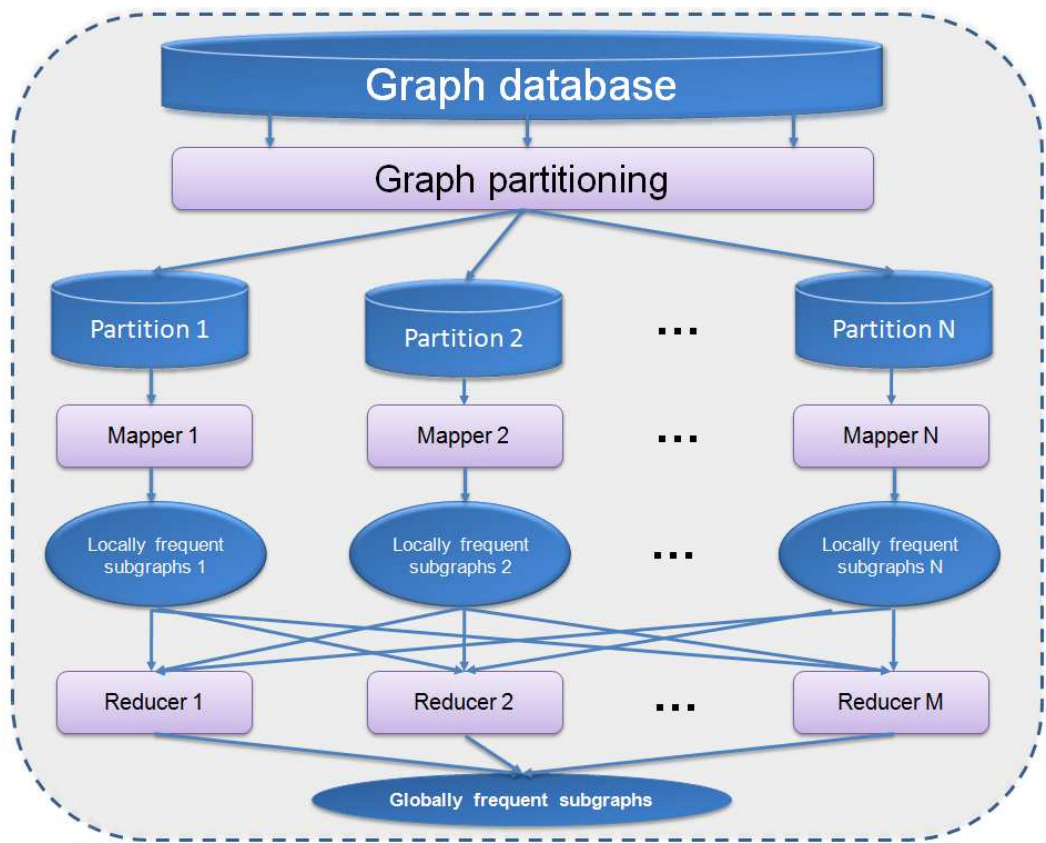 Graph database
Graph partitioning
Partition 1
Partition 2
...
Partition N
Mapper 1
Mapper 2
...
Mapper N
Locally frequent
subgraphs 1
Locally frequent
subgraphs 2
...
Locally frequent
subgraphs N
Reducer 1
Reducer 2
...
Reducer M
Globally frequent subgraphs